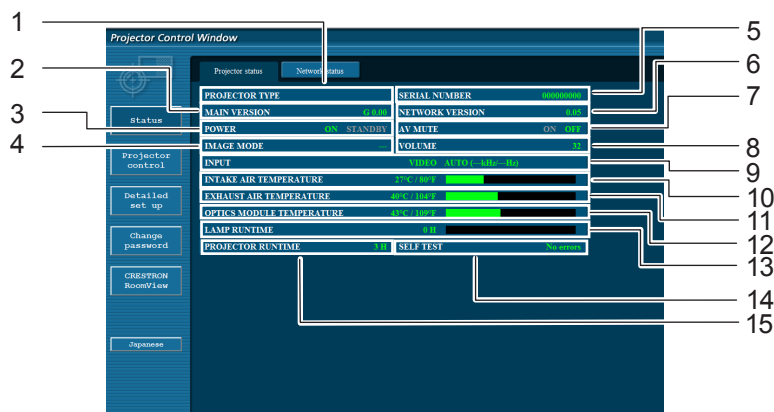 1
Projector Control Window
5
2
Projector status
Network status
6
PROJECTOR TYPE
SERIAL NUMBER 000000000
7
MAIN VERSION G 0.00
NETWORK VERSION 0.05
3
Status
POWER ON STANDBY
AV MUTE ON OFF
4
IMAGE MODE ---
VOLUME 32
8
Projector
control
INPUT VIDEO AUTO (---kHz/---Hz)
9
INTAKE AIR TEMPERATURE 27°C / 80°F
10
Detailed
set up
EXHAUST AIR TEMPERATURE 40°C / 104°F
11
OPTICS MODULE TEMPERATURE 43°C / 109°F
12
LAMP RUNTIME 0 H
13
Change
password
PROJECTOR RUNTIME 3 H
SELF TEST No errors
CRESTRON
RoomView
14
15
Japanese